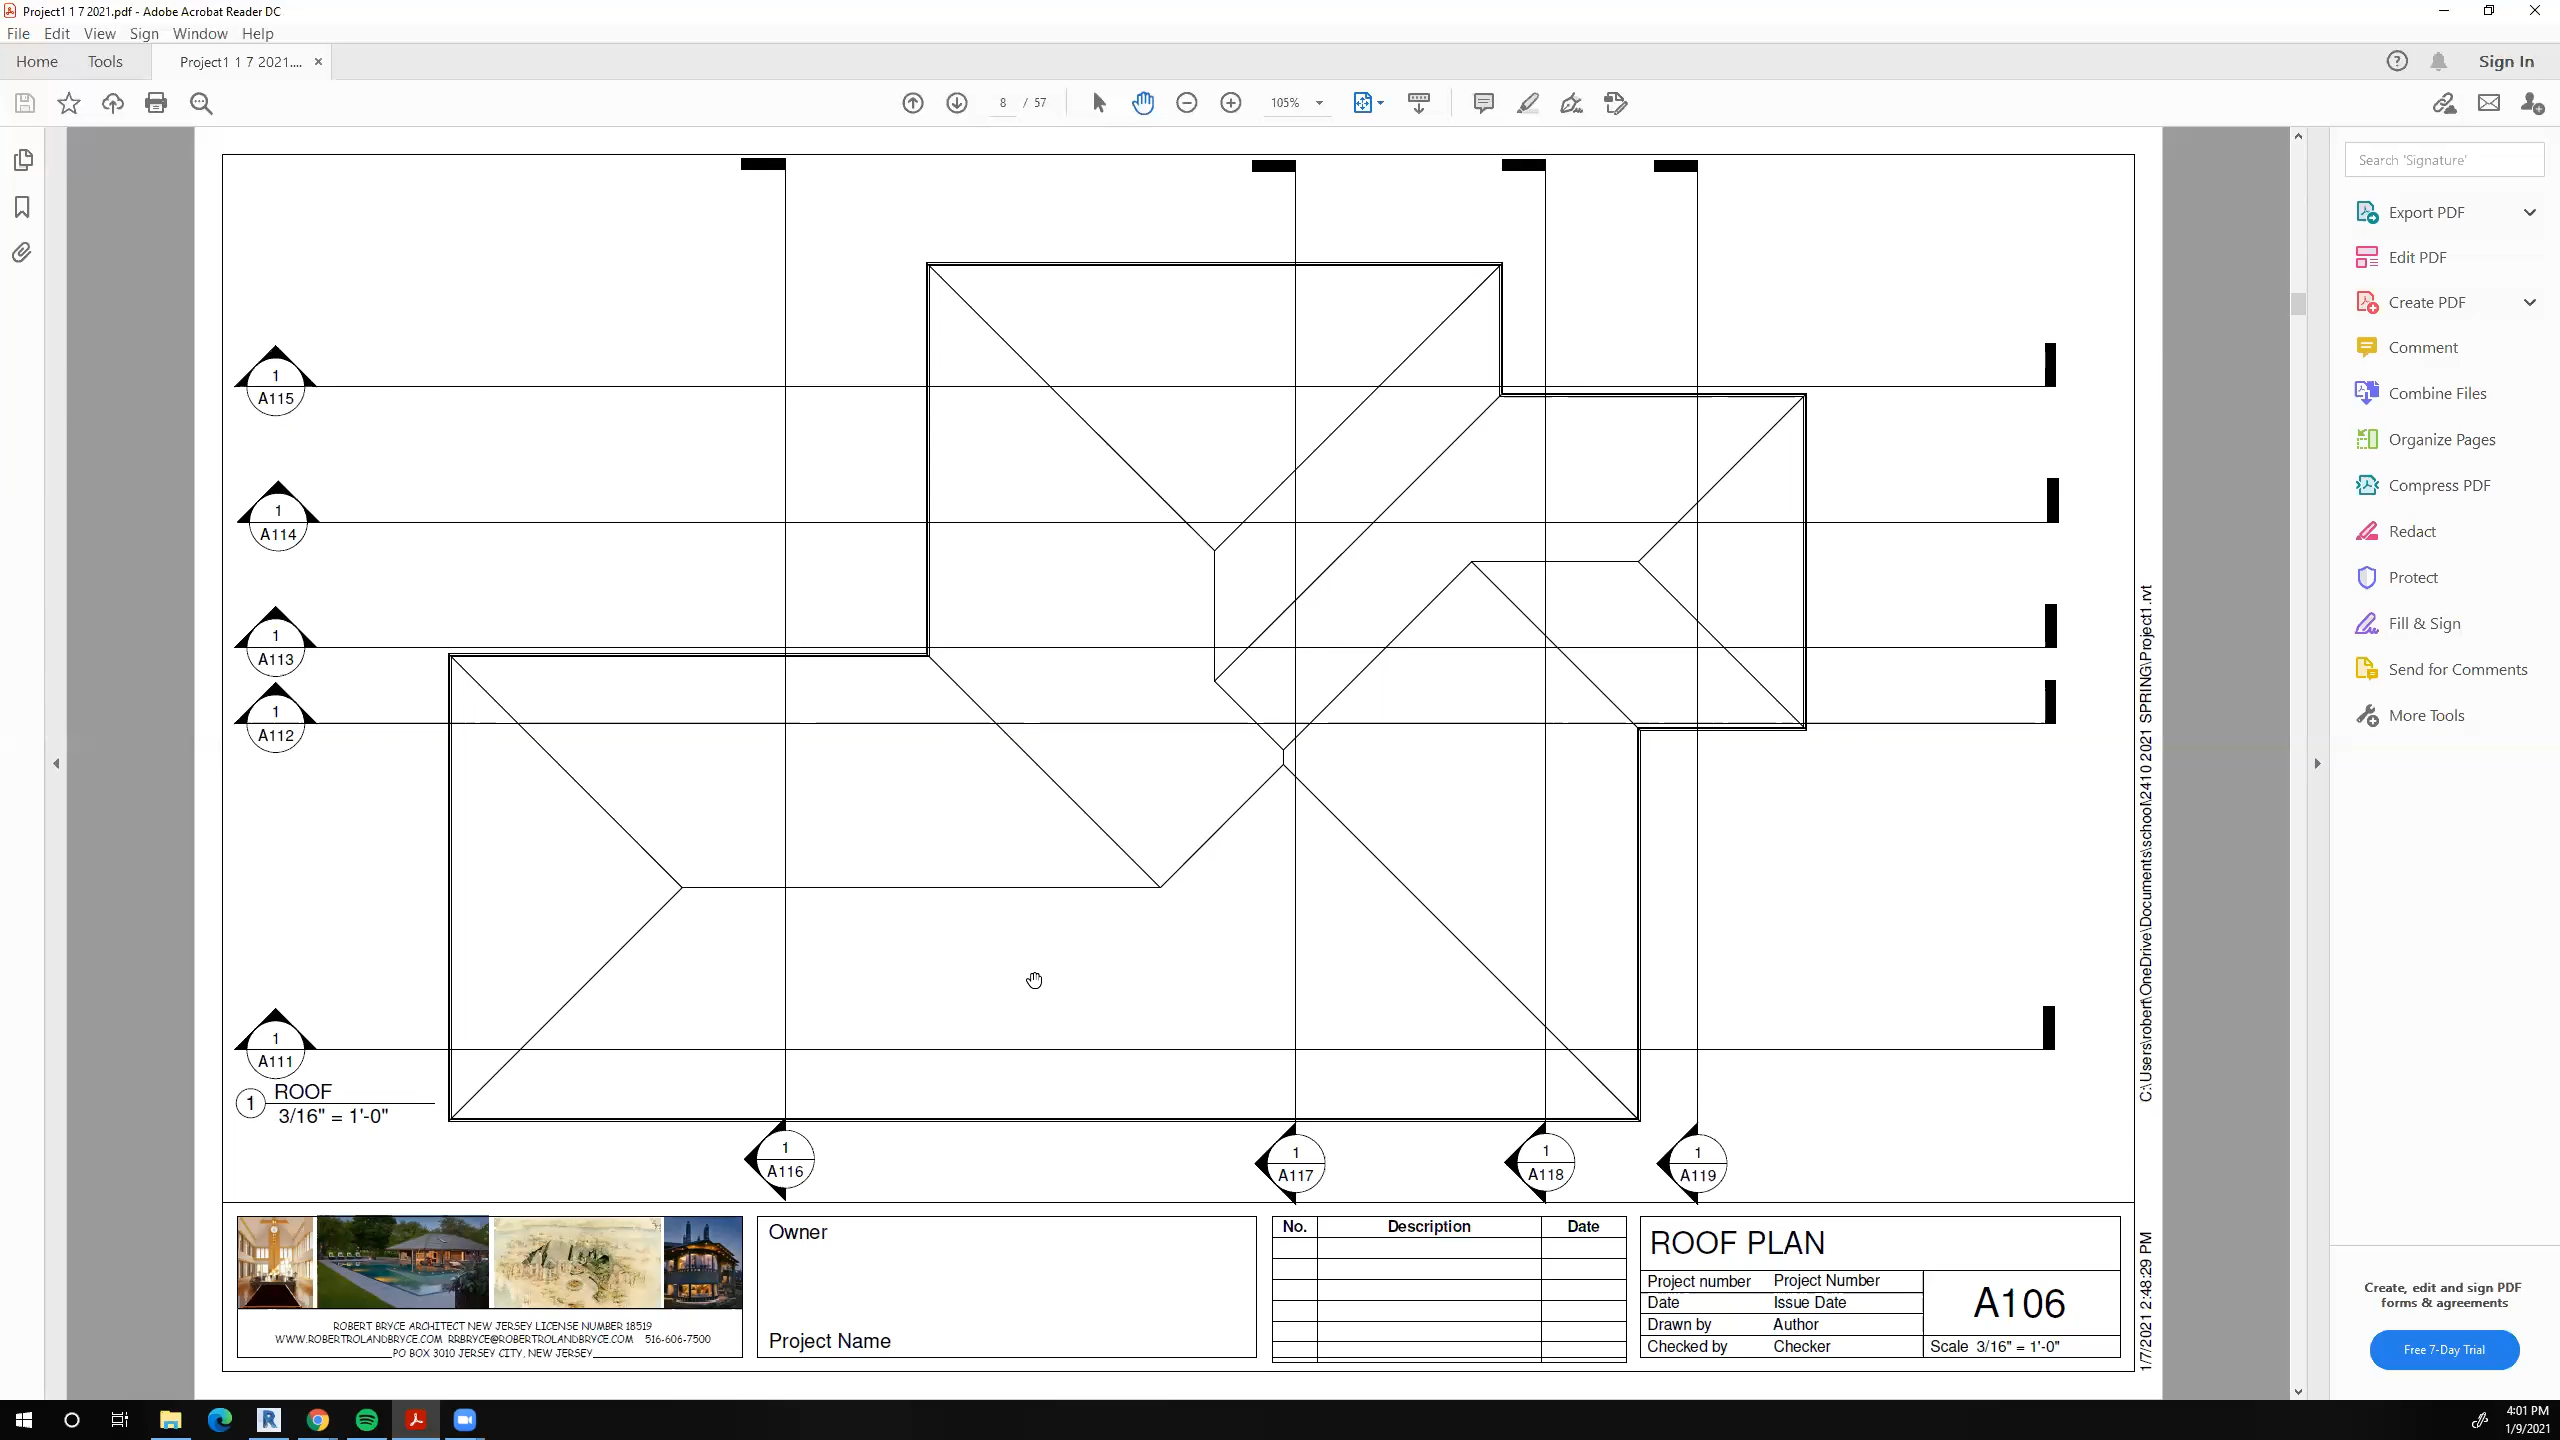 Project1 1 7 2021.pdf - Adobe Acrobat Reader DC
File Edit View Sign Window Help
Home Tools Project1 1 7 2021.... × Sign In
8 / 57 105%
Search 'Signature'
Export PDF
Edit PDF
Create PDF
Comment
Combine Files
Organize Pages
Compress PDF
Redact
Protect
Fill & Sign
Send for Comments
More Tools
Create, edit and sign PDF
forms & agreements
Free 7-Day Trial
1
A115
1
A114
1
A113
1
A112
1
A111
1 ROOF
3/16" = 1'-0"
1
A116
1
A117
1
A118
1
A119
C:\Users\robert\OneDrive\Documents\school\2410 2021 SPRING\Project1.rvt
1/7/2021 2:48:29 PM
ROBERT BRYCE ARCHITECT NEW JERSEY LICENSE NUMBER 18519
WWW.ROBERTROLANDBRYCE.COM RRBRYCE@ROBERTROLANDBRYCE.COM 516-606-7500
PO BOX 3010 JERSEY CITY, NEW JERSEY
Owner
Project Name
No. Description Date
ROOF PLAN
Project number Project Number
Date Issue Date
Drawn by Author
Checked by Checker
A106
Scale 3/16" = 1'-0"
4:01 PM
1/9/2021